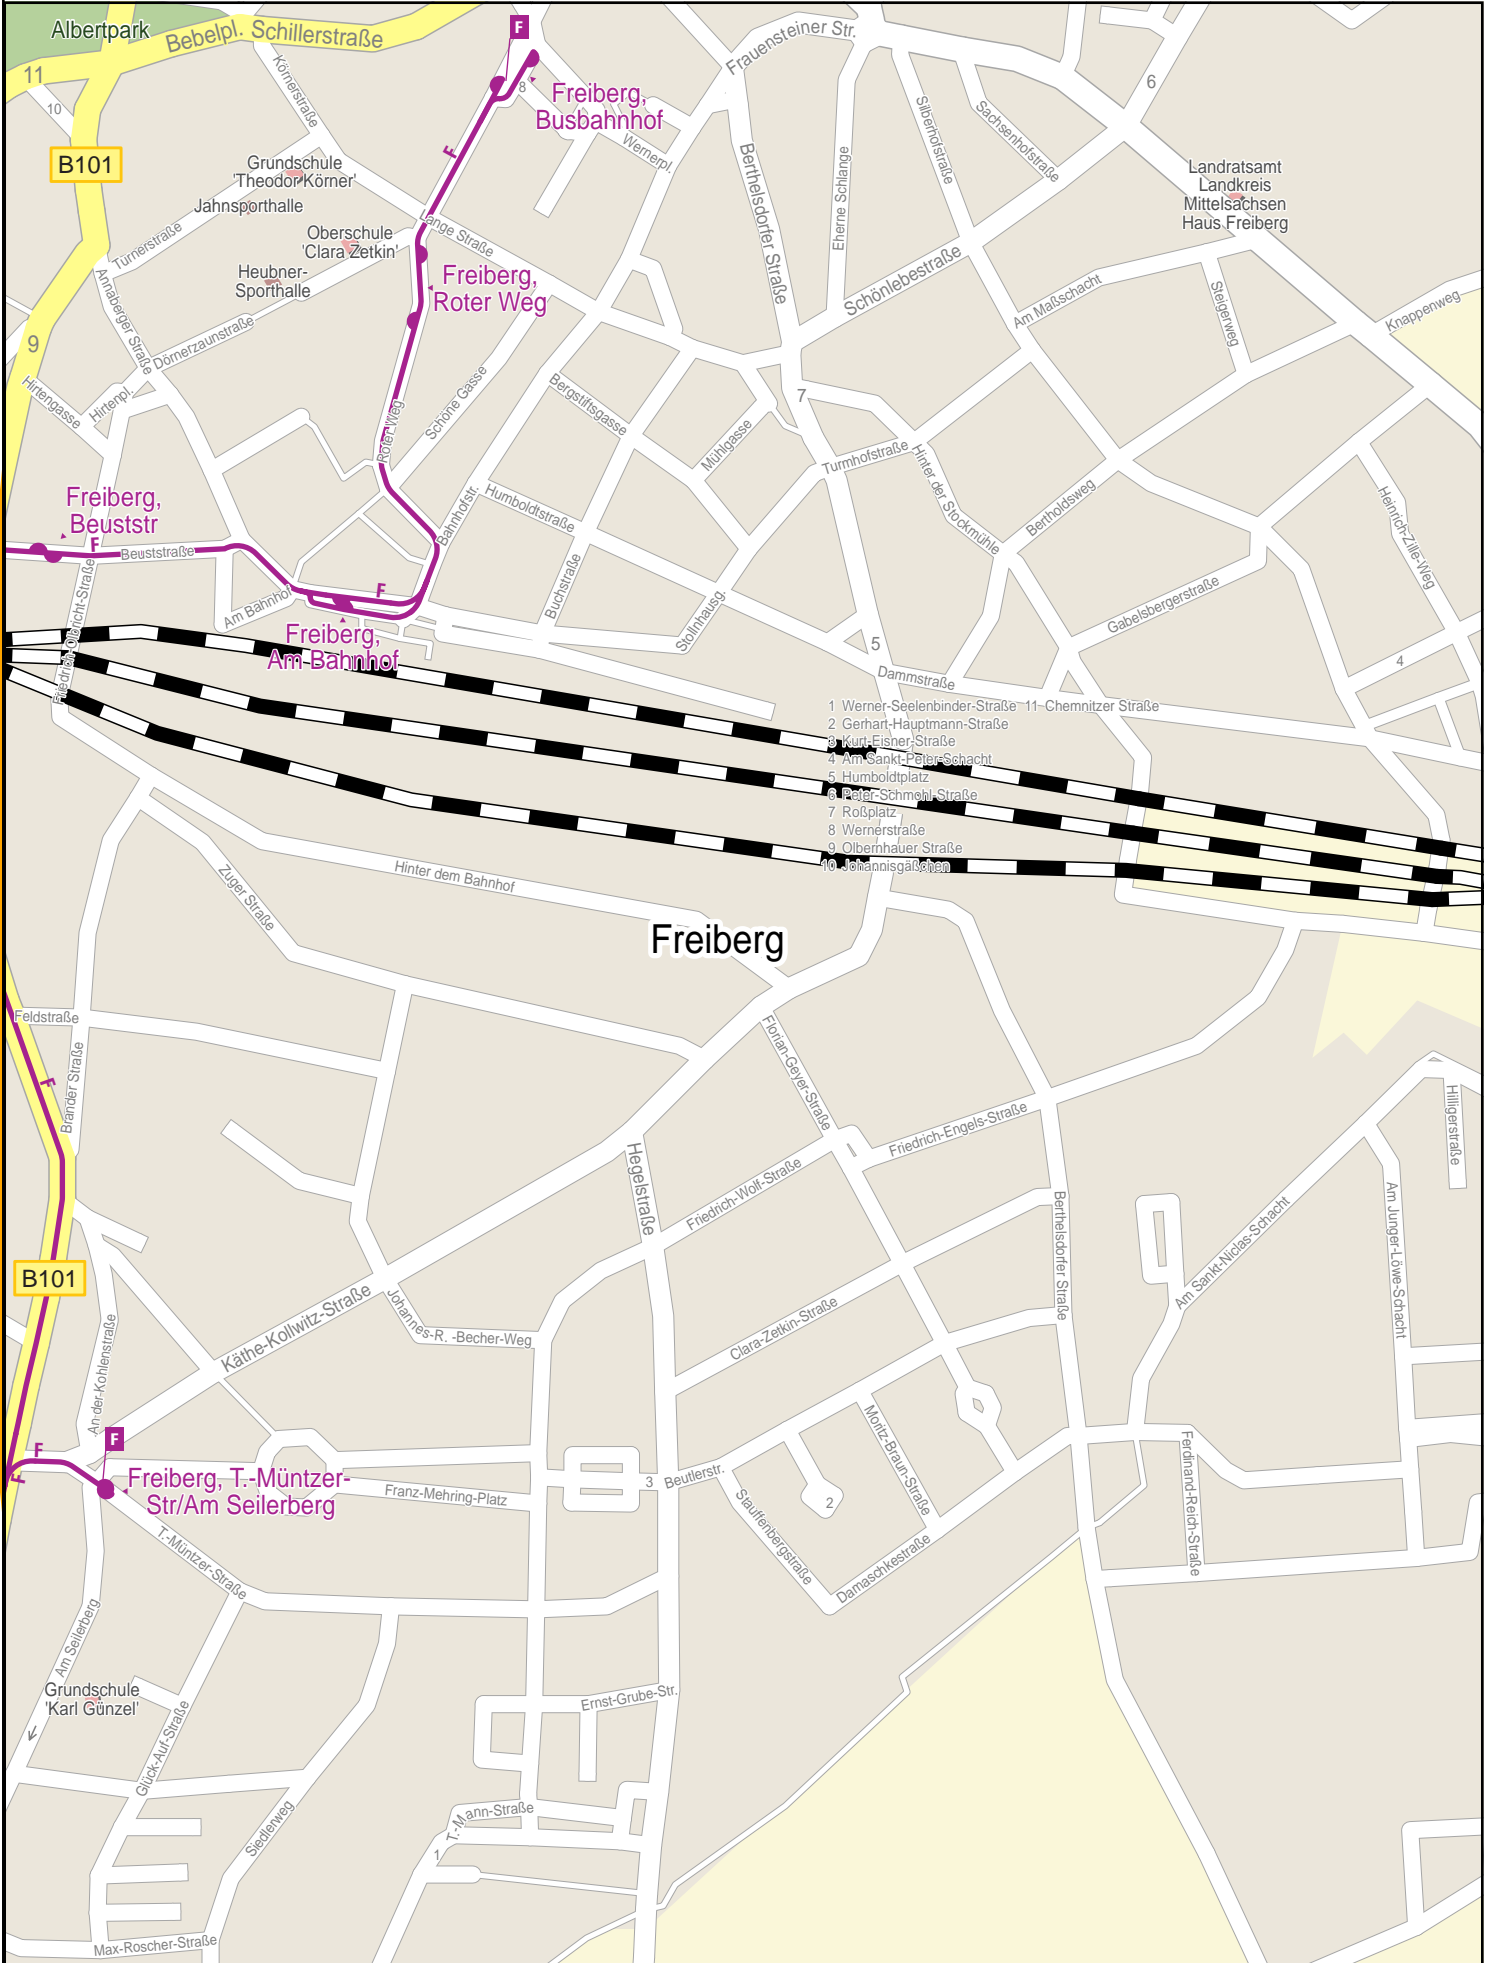 Albertpark
Bebelpl. Schillerstraße
11
10
B101
Körnerstraße
F
8
Freiberg,
Busbahnhof
Wernerpl.
Frauensteiner Str.
6
Silberhofstraße
Sachsenhofstraße
Grundschule
'Theodor Körner'
Jahnsporthalle
Oberschule
'Clara Zetkin'
Heubner-
Sporthalle
Turnerstraße
F
Lange Straße
Berthelsdorfer Straße
Eherne Schlange
Landratsamt
Landkreis
Mittelsachsen
Haus Freiberg
Freiberg,
Roter Weg
Schönlebestraße
Am Maßschacht
Steigerweg
Knappenweg
Annaberger Straße
Dörnerzaunstraße
9
Hirtengasse
Hirtenpl.
Roter Weg
Schöne Gasse
Bergstiftsgasse
Mühlgasse
7
Turmhofstraße
Hinter der Stockmühle
Bertholdsweg
Heinrich-Zille-Weg
Freiberg,
Beuststr
F
Beuststraße
Bahnhofstr.
Humboldtstraße
Buchstraße
Stollnhausg.
Gabelsbergerstraße
Friedrich-Olbricht-Straße
Am Bahnhof
F
Freiberg,
Am Bahnhof
5
4
Dammstraße
1 Werner-Seelenbinder-Straße 11 Chemnitzer Straße
2 Gerhart-Hauptmann-Straße
3 Kurt-Eisner-Straße
4 Am Sankt-Peter-Schacht
5 Humboldtplatz
6 Peter-Schmohl-Straße
7 Roßplatz
8 Wernerstraße
9 Olbernhauer Straße
10 Johannisgäßchen
Hinter dem Bahnhof
Zuger Straße
Freiberg
Feldstraße
F
Brander Straße
Florian-Geyer-Straße
Friedrich-Engels-Straße
Hilligerstraße
Hegelstraße
Friedrich-Wolf-Straße
Berthelsdorfer Straße
Am Sankt-Niclas-Schacht
Am Junger-Löwe-Schacht
B101
An der Kohlenstraße
Käthe-Kollwitz-Straße
Johannes-R. -Becher-Weg
Clara-Zetkin-Straße
F
F
F
Freiberg, T.-Müntzer-
Str/Am Seilerberg
Franz-Mehring-Platz
3
Beutlerstr.
2
Moritz-Braun-Straße
Stauffenbergstraße
Damaschkestraße
Ferdinand-Reich-Straße
T.-Müntzer-Straße
Am Seilerberg
Grundschule
'Karl Günzel'
Glück-Auf-Straße
Ernst-Grube-Str.
Siedlerweg
T.-Mann-Straße
1
Max-Roscher-Straße